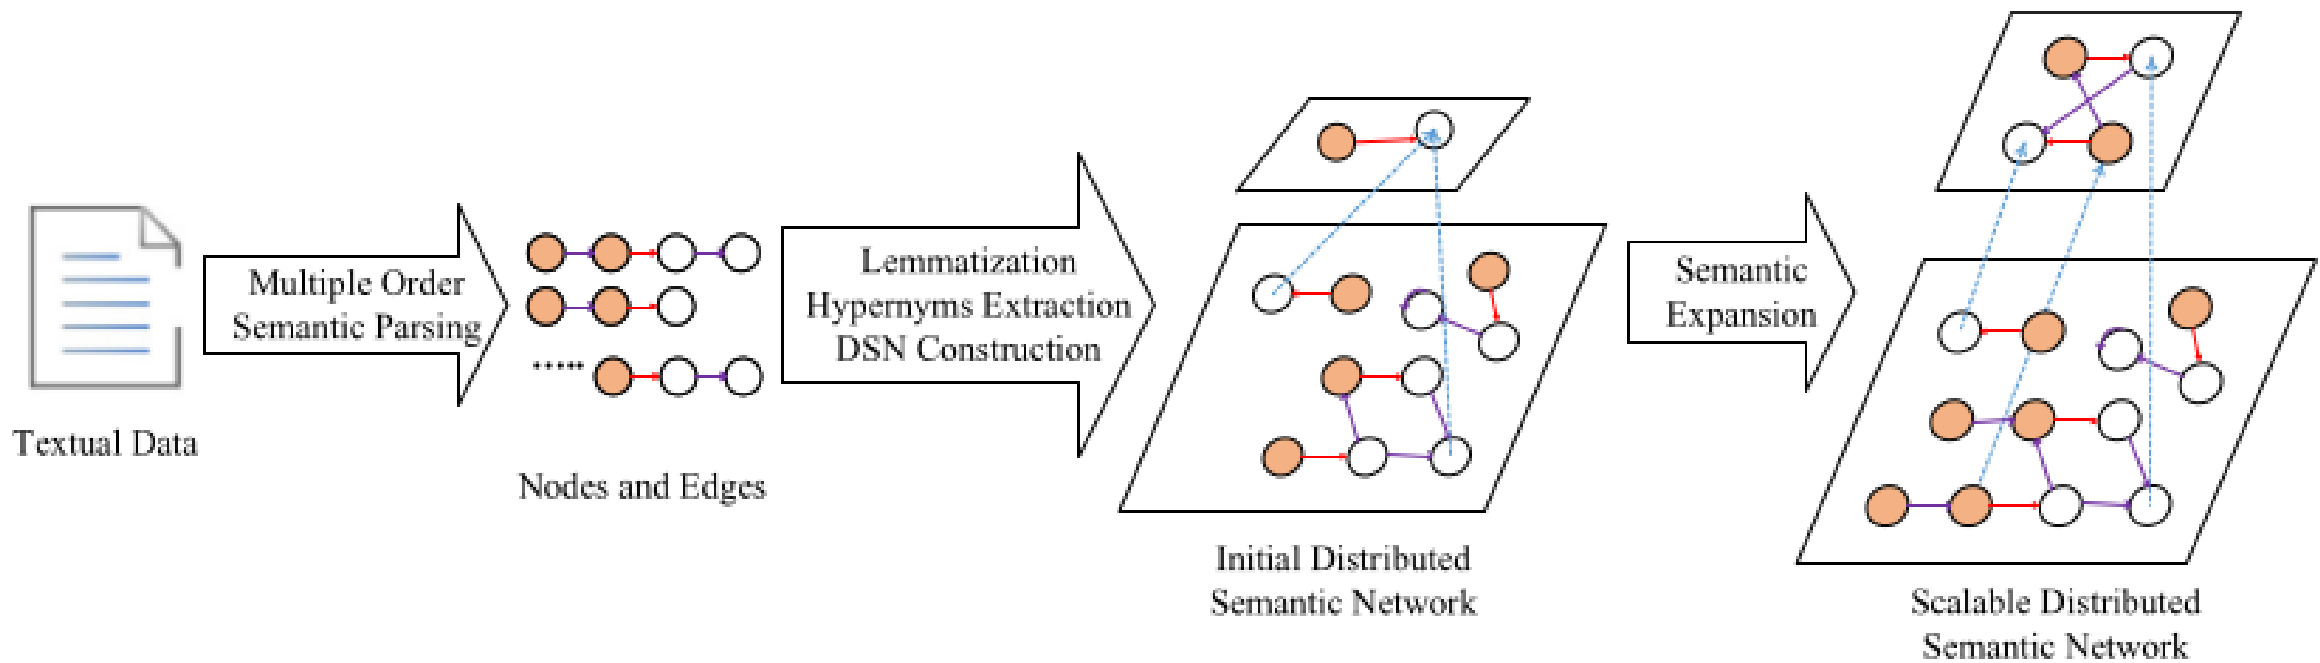 Textual Data
Multiple Order
Semantic Parsing
.....
Nodes and Edges
Lemmatization
Hypernyms Extraction
DSN Construction
Initial Distributed
Semantic Network
Semantic
Expansion
Scalable Distributed
Semantic Network